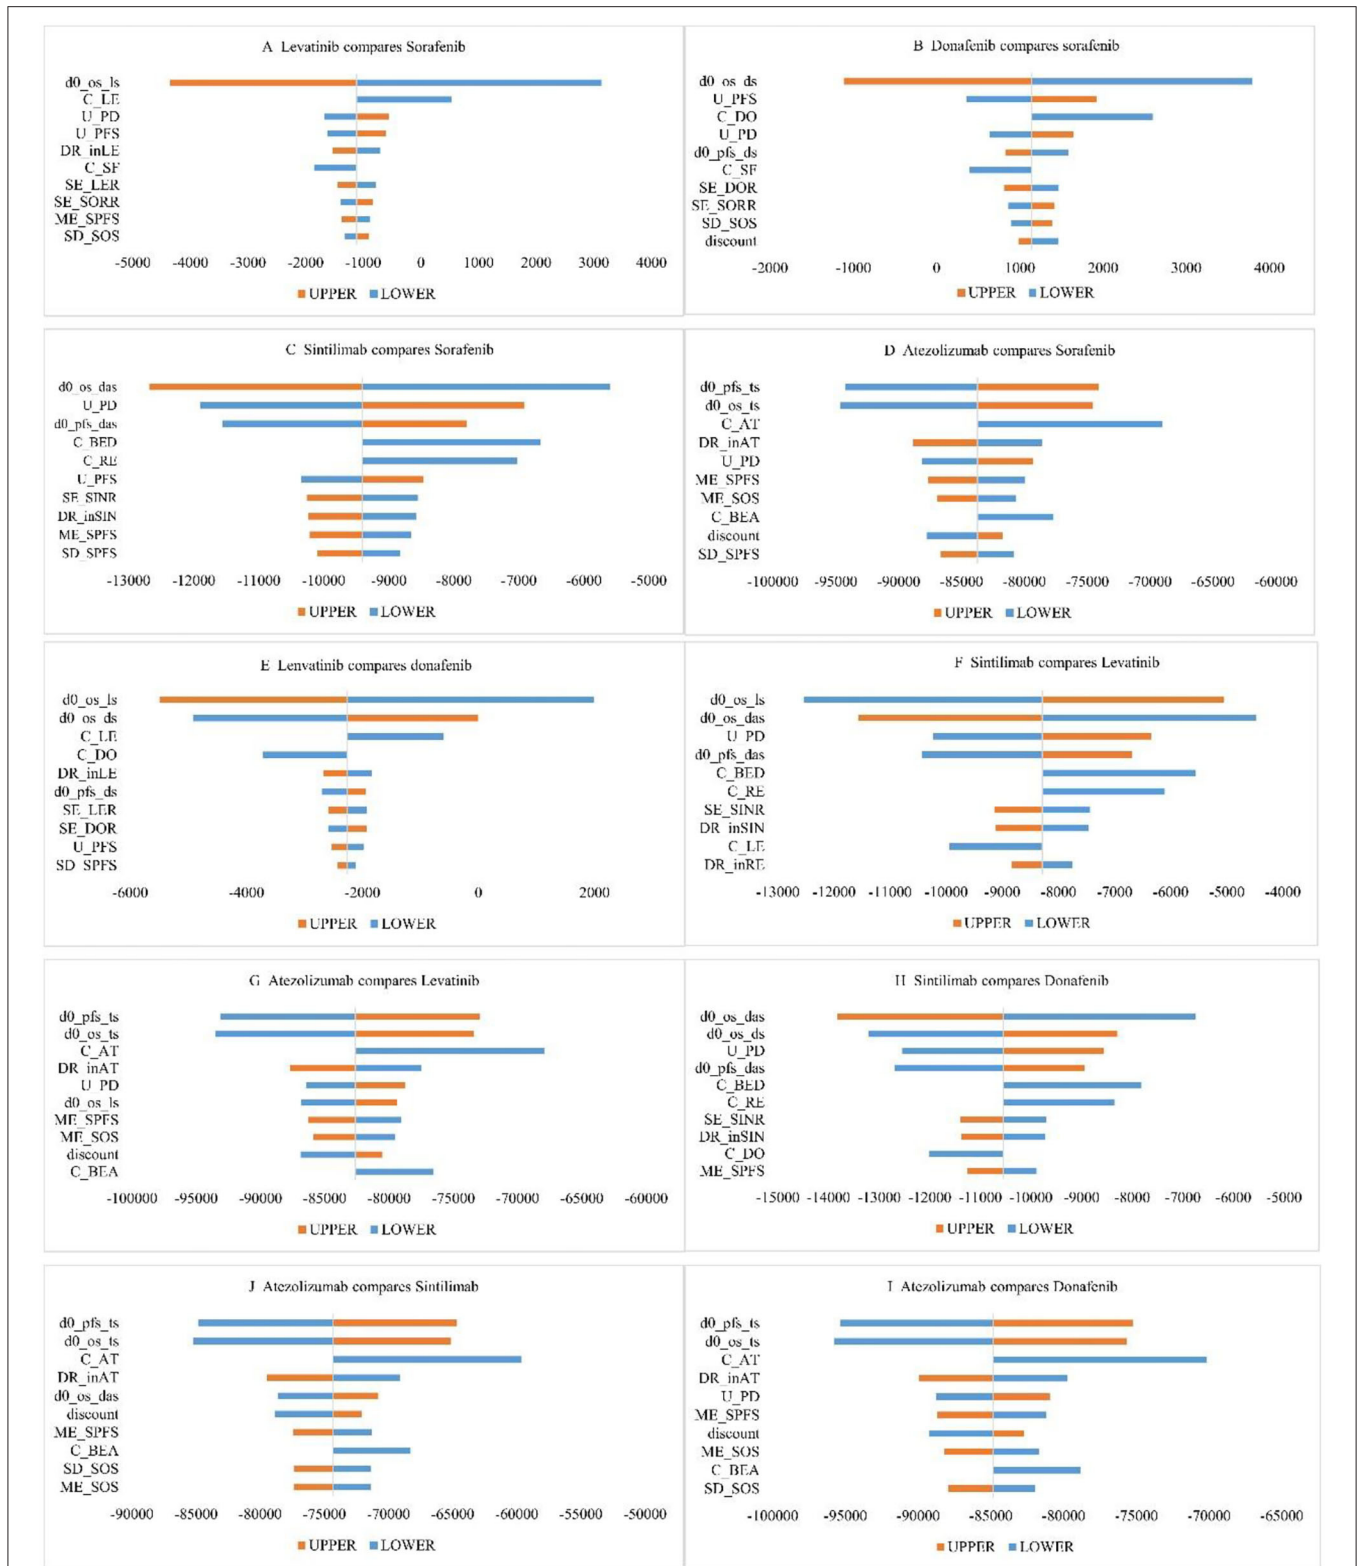 A Levatinib compares Sorafenib
d0_os_ls
C_LE
U_PD
U_PFS
DR_inLE
C_SF
SE_LER
SE_SORR
ME_SPFS
SD_SOS
-5000 -4000 -3000 -2000 -1000 0 1000 2000 3000 4000
UPPER LOWER
B Donafenib compares sorafenib
d0_os_ds
U_PFS
C_DO
U_PD
d0_pfs_ds
C_SF
SE_DOR
SE_SORR
SD_SOS
discount
-2000 -1000 0 1000 2000 3000 4000
UPPER LOWER
C Sintilimab compares Sorafenib
d0_os_das
U_PD
d0_pfs_das
C_BED
C_RE
U_PFS
SE_SINR
DR_inSIN
ME_SPFS
SD_SPFS
-13000 -12000 -11000 -10000 -9000 -8000 -7000 -6000 -5000
UPPER LOWER
D Atezolizumab compares Sorafenib
d0_pfs_ts
d0_os_ts
C_AT
DR_inAT
U_PD
ME_SPFS
ME_SOS
C_BEA
discount
SD_SPFS
-100000 -95000 -90000 -85000 -80000 -75000 -70000 -65000 -60000
UPPER LOWER
E Lenvatinib compares donafenib
d0_os_ls
d0_os_ds
C_LE
C_DO
DR_inLE
d0_pfs_ds
SE_LER
SE_DOR
U_PFS
SD_SPFS
-6000 -4000 -2000 0 2000
UPPER LOWER
F Sintilimab compares Levatinib
d0_os_ls
d0_os_das
U_PD
d0_pfs_das
C_BED
C_RE
SE_SINR
DR_inSIN
C_LE
DR_inRE
-13000 -12000 -11000 -10000 -9000 -8000 -7000 -6000 -5000 -4000
UPPER LOWER
G Atezolizumab compares Levatinib
d0_pfs_ts
d0_os_ts
C_AT
DR_inAT
U_PD
d0_os_ls
ME_SPFS
ME_SOS
discount
C_BEA
-100000 -95000 -90000 -85000 -80000 -75000 -70000 -65000 -60000
UPPER LOWER
H Sintilimab compares Donafenib
d0_os_das
d0_os_ds
U_PD
d0_pfs_das
C_BED
C_RE
SE_SINR
DR_inSIN
C_DO
ME_SPFS
-15000 -14000 -13000 -12000 -11000 -10000 -9000 -8000 -7000 -6000 -5000
UPPER LOWER
J Atezolizumab compares Sintilimab
d0_pfs_ts
d0_os_ts
C_AT
DR_inAT
d0_os_das
discount
ME_SPFS
C_BEA
SD_SOS
ME_SOS
-90000 -85000 -80000 -75000 -70000 -65000 -60000 -55000 -50000
UPPER LOWER
I Atezolizumab compares Donafenib
d0_pfs_ts
d0_os_ts
C_AT
DR_inAT
U_PD
ME_SPFS
discount
ME_SOS
C_BEA
SD_SOS
-100000 -95000 -90000 -85000 -80000 -75000 -70000 -65000
UPPER LOWER